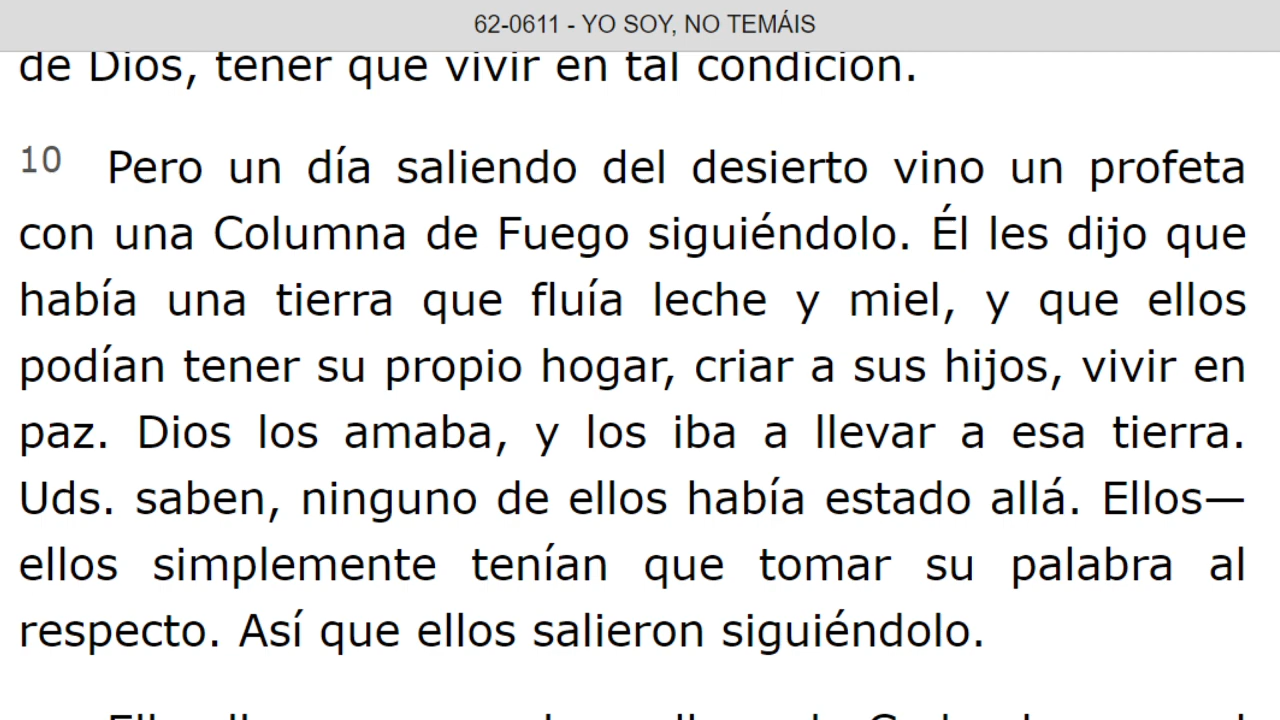 62-0611 - YO SOY, NO TEMÁIS
de Dios, tener que vivir en tal condición.
10 Pero un día saliendo del desierto vino un profeta
con una Columna de Fuego siguiéndolo. Él les dijo que
había una tierra que fluía leche y miel, y que ellos
podían tener su propio hogar, criar a sus hijos, vivir en
paz. Dios los amaba, y los iba a llevar a esa tierra.
Uds. saben, ninguno de ellos había estado allá. Ellos—
ellos simplemente tenían que tomar su palabra al
respecto. Así que ellos salieron siguiéndolo.